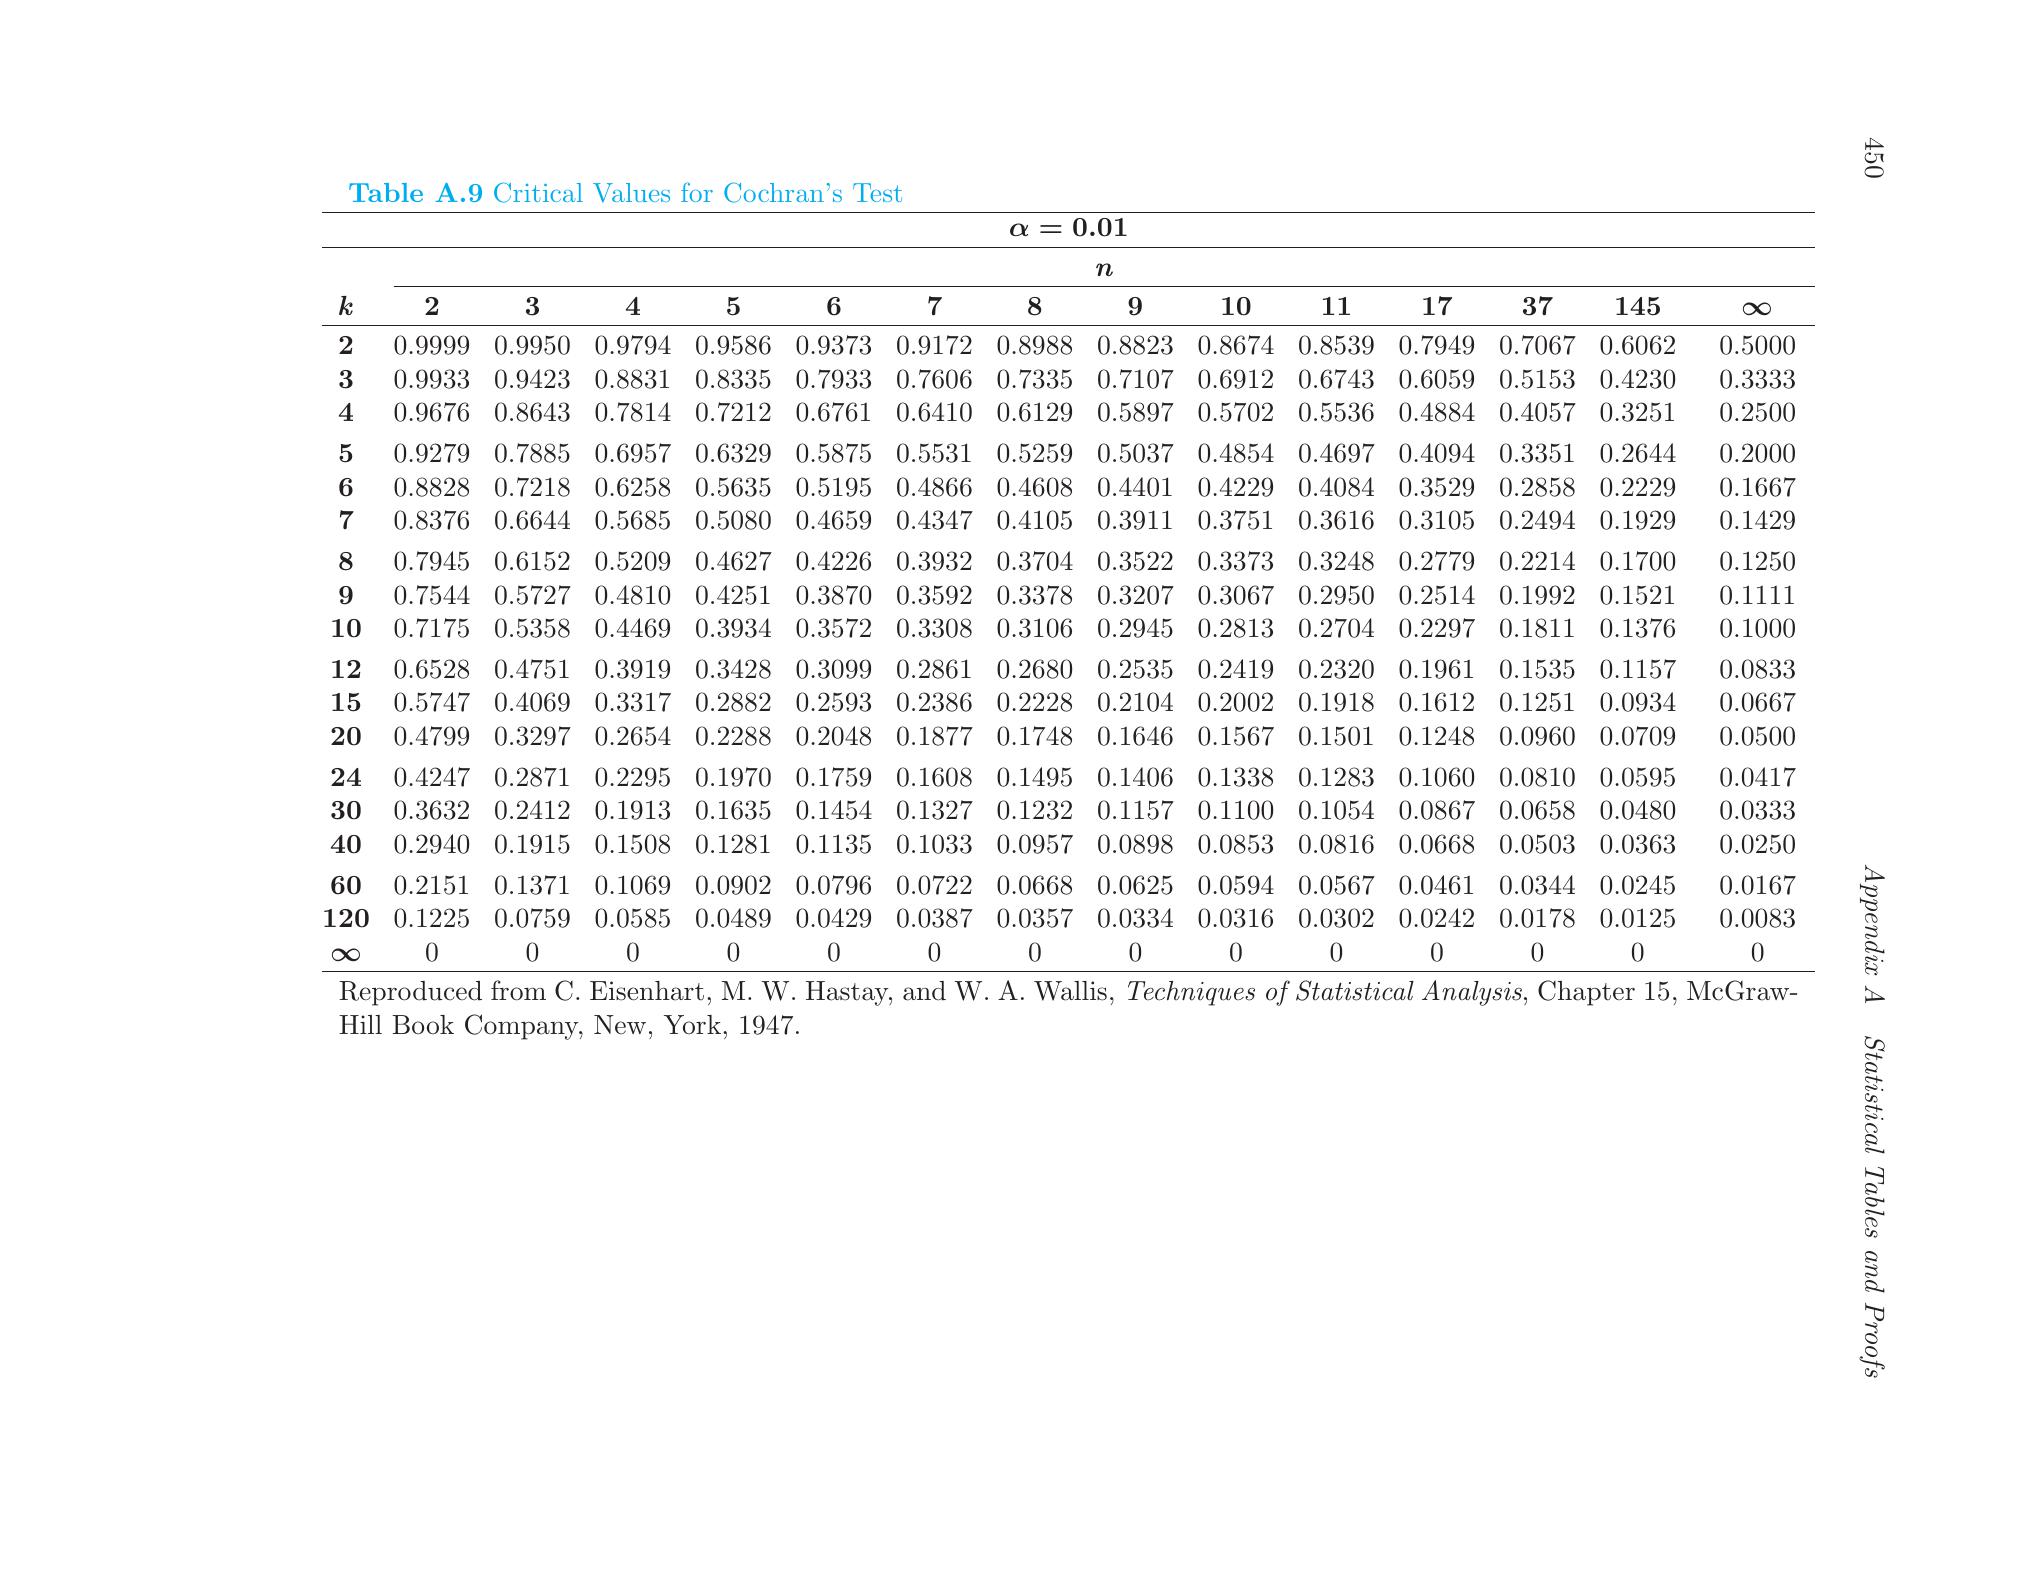 450
Appendix A Statistical Tables and Proofs
Table A.9 Critical Values for Cochran's Test
α = 0.01
n
k 2 3 4 5 6 7 8 9 10 11 17 37 145 ∞
2 0.9999 0.9950 0.9794 0.9586 0.9373 0.9172 0.8988 0.8823 0.8674 0.8539 0.7949 0.7067 0.6062 0.5000
3 0.9933 0.9423 0.8831 0.8335 0.7933 0.7606 0.7335 0.7107 0.6912 0.6743 0.6059 0.5153 0.4230 0.3333
4 0.9676 0.8643 0.7814 0.7212 0.6761 0.6410 0.6129 0.5897 0.5702 0.5536 0.4884 0.4057 0.3251 0.2500
5 0.9279 0.7885 0.6957 0.6329 0.5875 0.5531 0.5259 0.5037 0.4854 0.4697 0.4094 0.3351 0.2644 0.2000
6 0.8828 0.7218 0.6258 0.5635 0.5195 0.4866 0.4608 0.4401 0.4229 0.4084 0.3529 0.2858 0.2229 0.1667
7 0.8376 0.6644 0.5685 0.5080 0.4659 0.4347 0.4105 0.3911 0.3751 0.3616 0.3105 0.2494 0.1929 0.1429
8 0.7945 0.6152 0.5209 0.4627 0.4226 0.3932 0.3704 0.3522 0.3373 0.3248 0.2779 0.2214 0.1700 0.1250
9 0.7544 0.5727 0.4810 0.4251 0.3870 0.3592 0.3378 0.3207 0.3067 0.2950 0.2514 0.1992 0.1521 0.1111
10 0.7175 0.5358 0.4469 0.3934 0.3572 0.3308 0.3106 0.2945 0.2813 0.2704 0.2297 0.1811 0.1376 0.1000
12 0.6528 0.4751 0.3919 0.3428 0.3099 0.2861 0.2680 0.2535 0.2419 0.2320 0.1961 0.1535 0.1157 0.0833
15 0.5747 0.4069 0.3317 0.2882 0.2593 0.2386 0.2228 0.2104 0.2002 0.1918 0.1612 0.1251 0.0934 0.0667
20 0.4799 0.3297 0.2654 0.2288 0.2048 0.1877 0.1748 0.1646 0.1567 0.1501 0.1248 0.0960 0.0709 0.0500
24 0.4247 0.2871 0.2295 0.1970 0.1759 0.1608 0.1495 0.1406 0.1338 0.1283 0.1060 0.0810 0.0595 0.0417
30 0.3632 0.2412 0.1913 0.1635 0.1454 0.1327 0.1232 0.1157 0.1100 0.1054 0.0867 0.0658 0.0480 0.0333
40 0.2940 0.1915 0.1508 0.1281 0.1135 0.1033 0.0957 0.0898 0.0853 0.0816 0.0668 0.0503 0.0363 0.0250
60 0.2151 0.1371 0.1069 0.0902 0.0796 0.0722 0.0668 0.0625 0.0594 0.0567 0.0461 0.0344 0.0245 0.0167
120 0.1225 0.0759 0.0585 0.0489 0.0429 0.0387 0.0357 0.0334 0.0316 0.0302 0.0242 0.0178 0.0125 0.0083
∞ 0 0 0 0 0 0 0 0 0 0 0 0 0 0
Reproduced from C. Eisenhart, M. W. Hastay, and W. A. Wallis, Techniques of Statistical Analysis, Chapter 15, McGraw-
Hill Book Company, New, York, 1947.